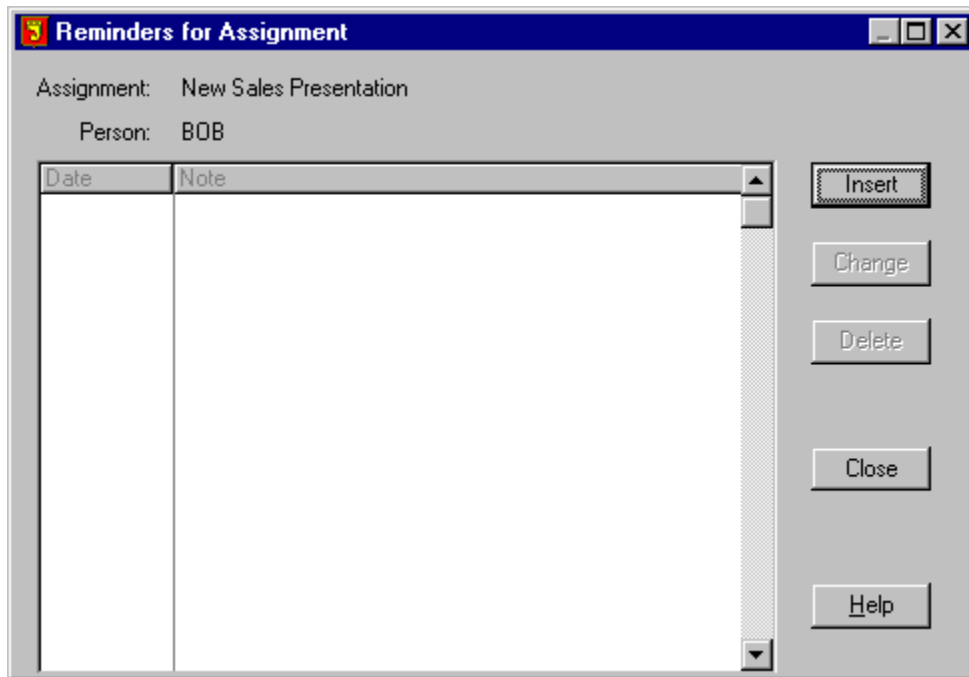 Reminders for Assignment
Assignment: New Sales Presentation
Person: BOB
Date Note
Insert
Change
Delete
Close
Help